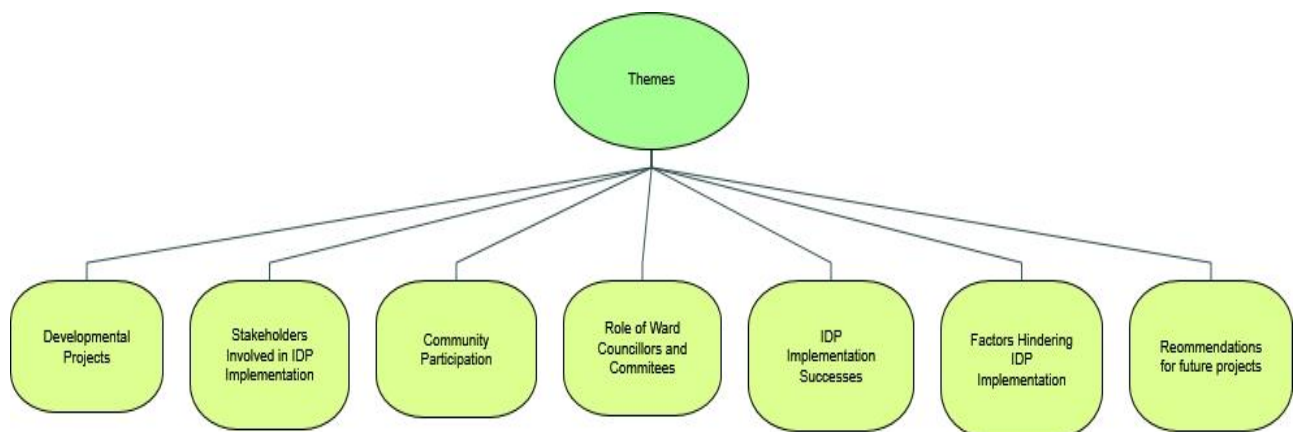 Themes
Developmental
Projects
Stakeholders
Involved in IDP
Implementation
Community
Participation
Role of Ward
Councillors and
Commitees
IDP
Implementation
Successes
Factors Hindering
IDP
Implementation
Reommendations
for future projects